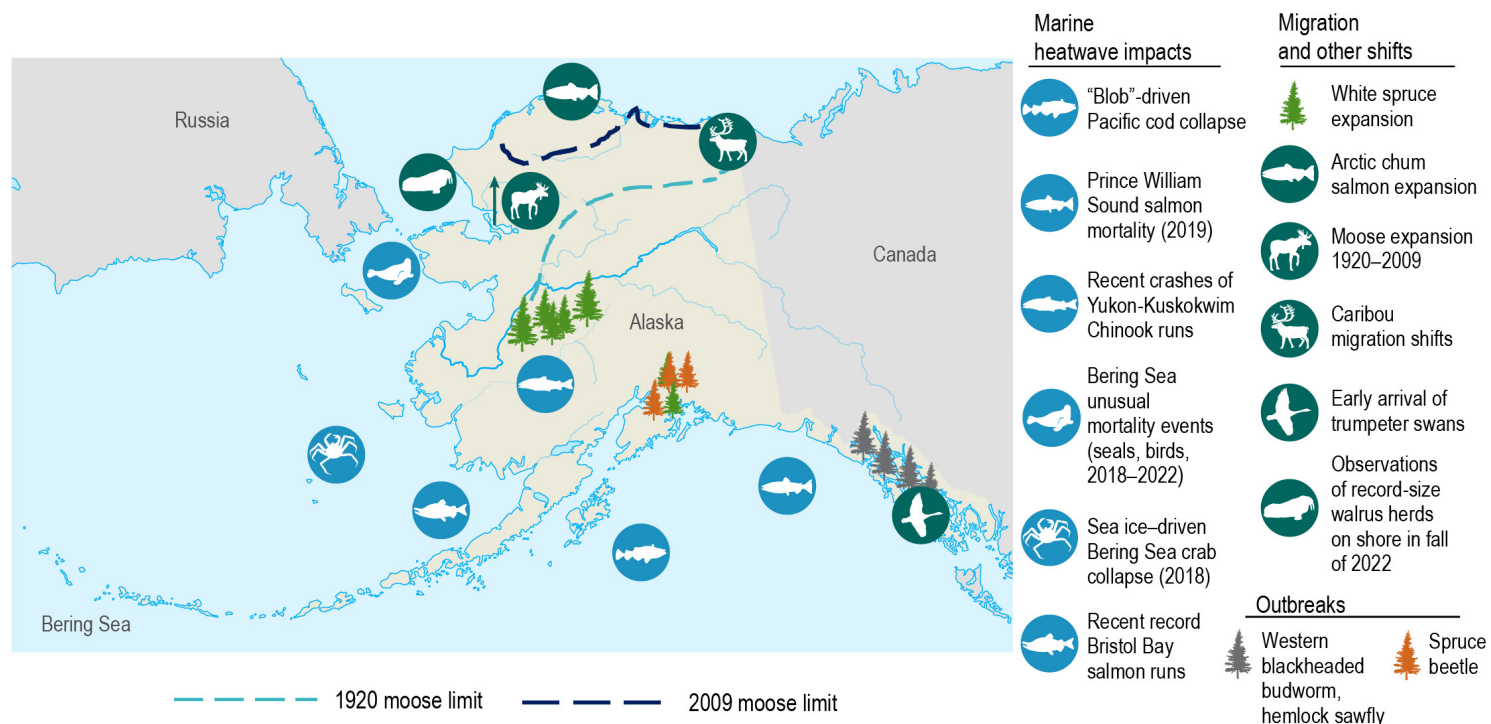 Russia
Canada
Alaska
Bering Sea
1920 moose limit
2009 moose limit
Marine
heatwave impacts
“Blob”-driven
Pacific cod collapse
Prince William
Sound salmon
mortality (2019)
Recent crashes of
Yukon-Kuskokwim
Chinook runs
Bering Sea
unusual
mortality events
(seals, birds,
2018–2022)
Sea ice–driven
Bering Sea crab
collapse (2018)
Recent record
Bristol Bay
salmon runs
Migration
and other shifts
White spruce
expansion
Arctic chum
salmon expansion
Moose expansion
1920–2009
Caribou
migration shifts
Early arrival of
trumpeter swans
Observations
of record-size
walrus herds
on shore in fall
of 2022
Outbreaks
Western
blackheaded
budworm,
hemlock sawfly
Spruce
beetle